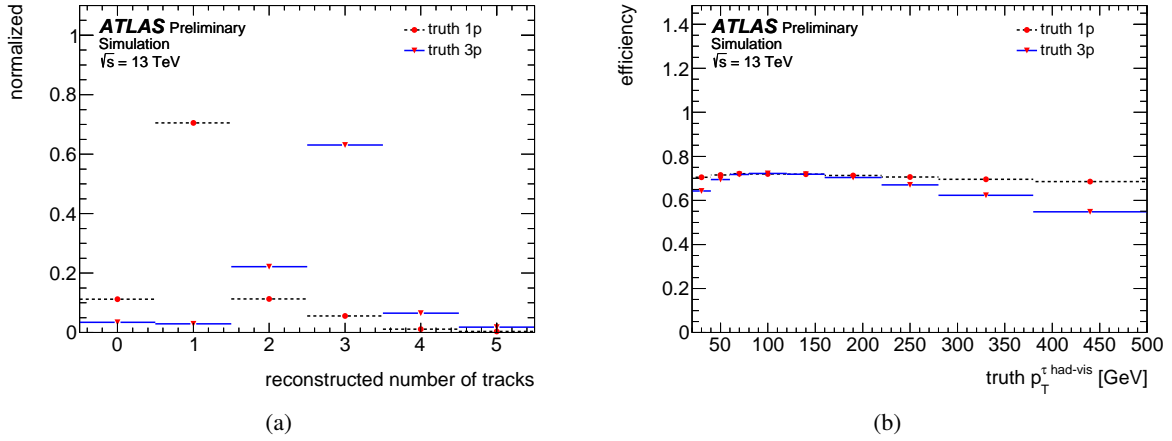 normalized
1
0.8
0.6
0.4
0.2
0
ATLAS Preliminary
Simulation
√s = 13 TeV
truth 1p
truth 3p
0 1 2 3 4 5
reconstructed number of tracks
(a)
efficiency
1.4
1.2
1
0.8
0.6
0.4
0.2
0
ATLAS Preliminary
Simulation
√s = 13 TeV
truth 1p
truth 3p
50 100 150 200 250 300 350 400 450 500
truth p_T^{τ had-vis} [GeV]
(b)